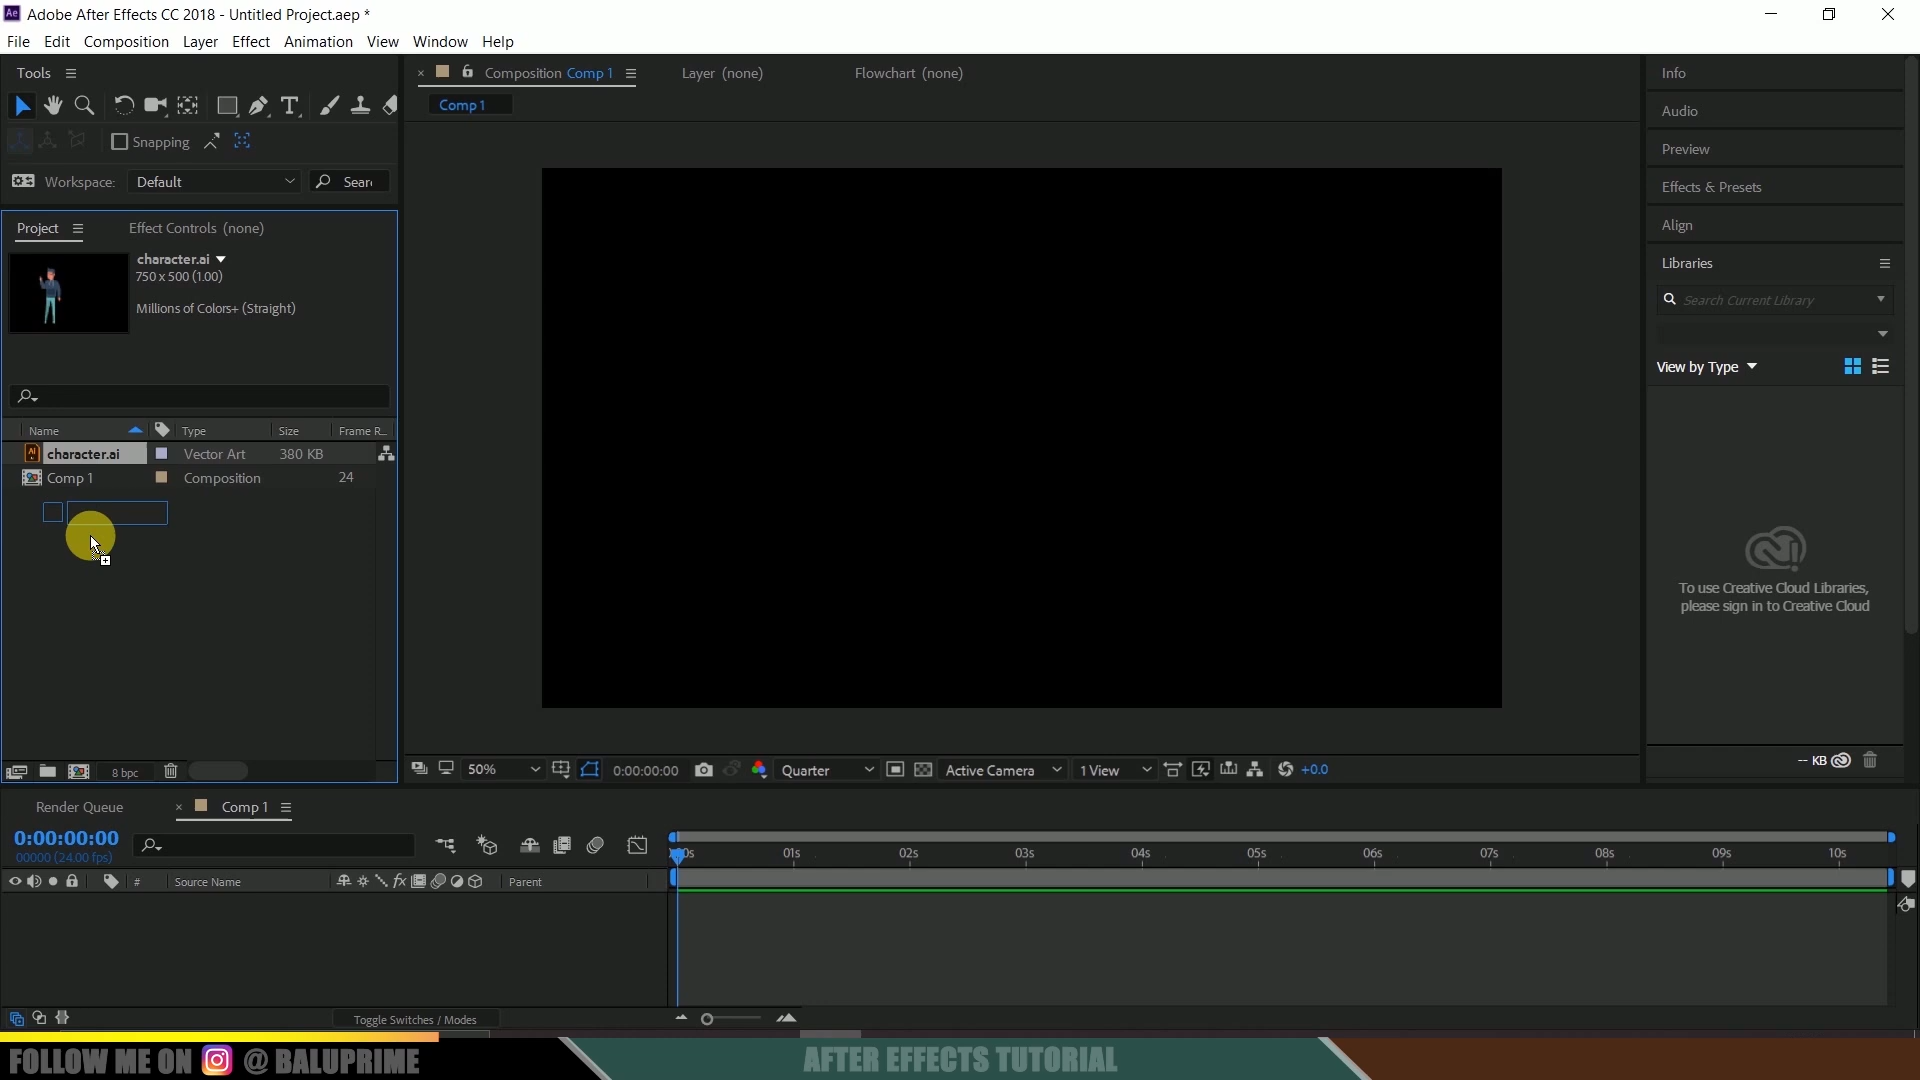 Adobe After Effects CC 2018 - Untitled Project.aep *
File Edit Composition Layer Effect Animation View Window Help
Tools
Snapping
Workspace: Default
Composition Comp 1
Layer (none)
Flowchart (none)
Comp 1
Project
Effect Controls (none)
character.ai
750 x 500 (1.00)
Millions of Colors+ (Straight)
Name Type Size Frame R...
character.ai Vector Art 380 KB
Comp 1 Composition 24
8 bpc
50%
0:00:00:00
Quarter
Active Camera
1 View
+0.0
Info
Audio
Preview
Effects & Presets
Align
Libraries
Search Current Library
View by Type
To use Creative Cloud Libraries,
please sign in to Creative Cloud
-- KB
Render Queue
Comp 1
0:00:00:00
00000 (24.00 fps)
# Source Name Parent
01s 02s 03s 04s 05s 06s 07s 08s 09s 10s
Toggle Switches / Modes
FOLLOW ME ON @ BALUPRIME
AFTER EFFECTS TUTORIAL